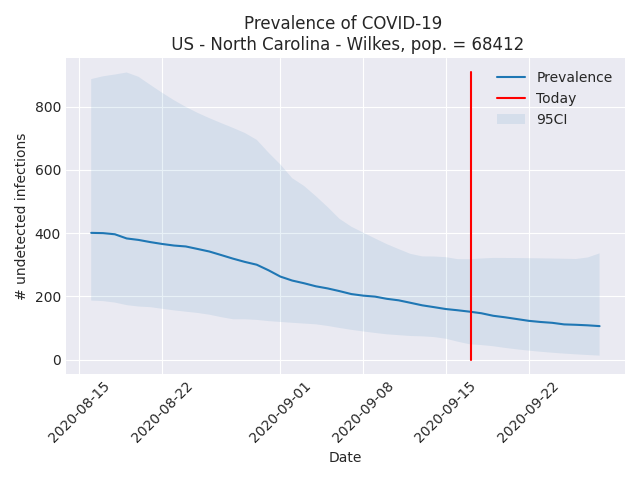 Prevalence of COVID-19
US - North Carolina - Wilkes, pop. = 68412
Prevalence
Today
95CI
# undetected infections
800
600
400
200
0
2020-08-15
2020-08-22
2020-09-01
2020-09-08
2020-09-15
2020-09-22
Date